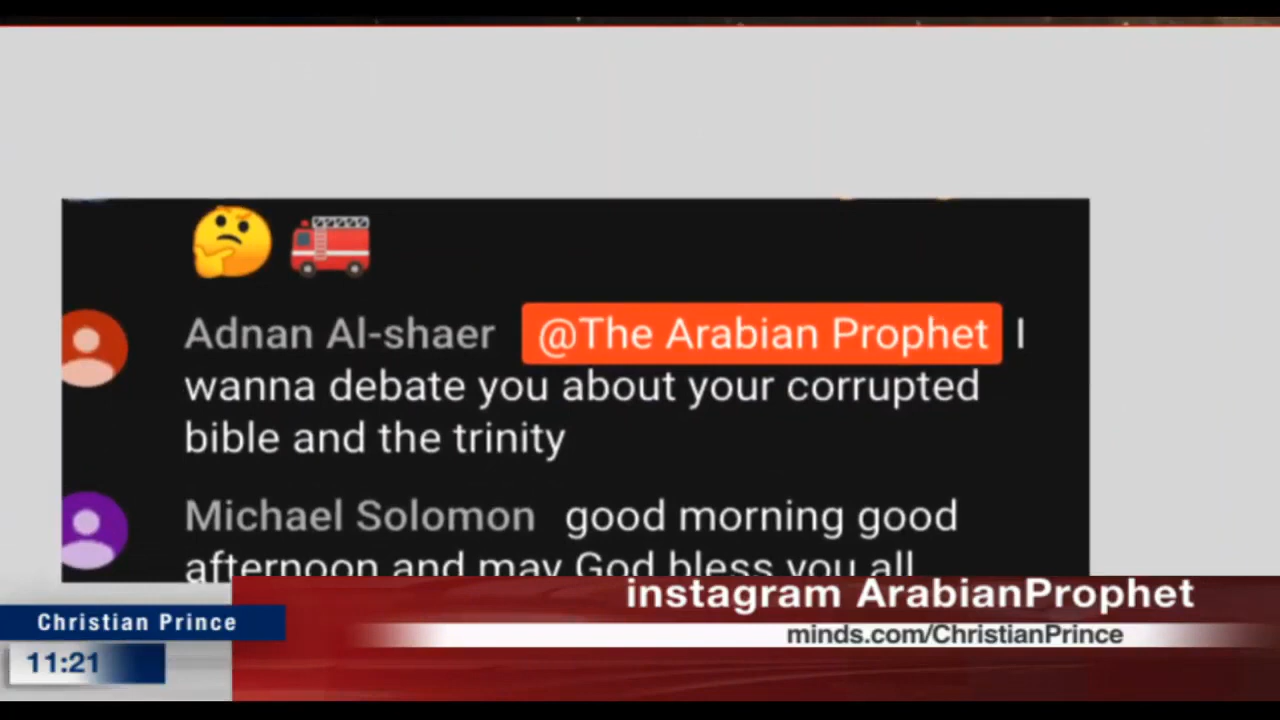 Adnan Al-shaer @The Arabian Prophet I
wanna debate you about your corrupted
bible and the trinity
Michael Solomon good morning good
afternoon and may God bless you all
instagram ArabianProphet
minds.com/ChristianPrince
Christian Prince
11:21